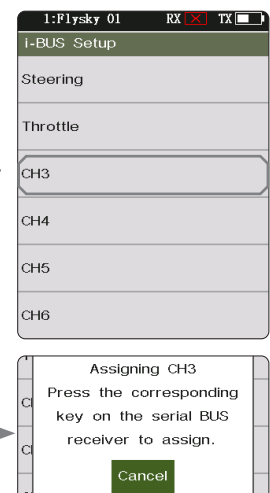 1:Flysky 01 RX TX
i-BUS Setup
Steering
Throttle
CH3
CH4
CH5
CH6
Assigning CH3
Press the corresponding
key on the serial BUS
receiver to assign.
Cancel